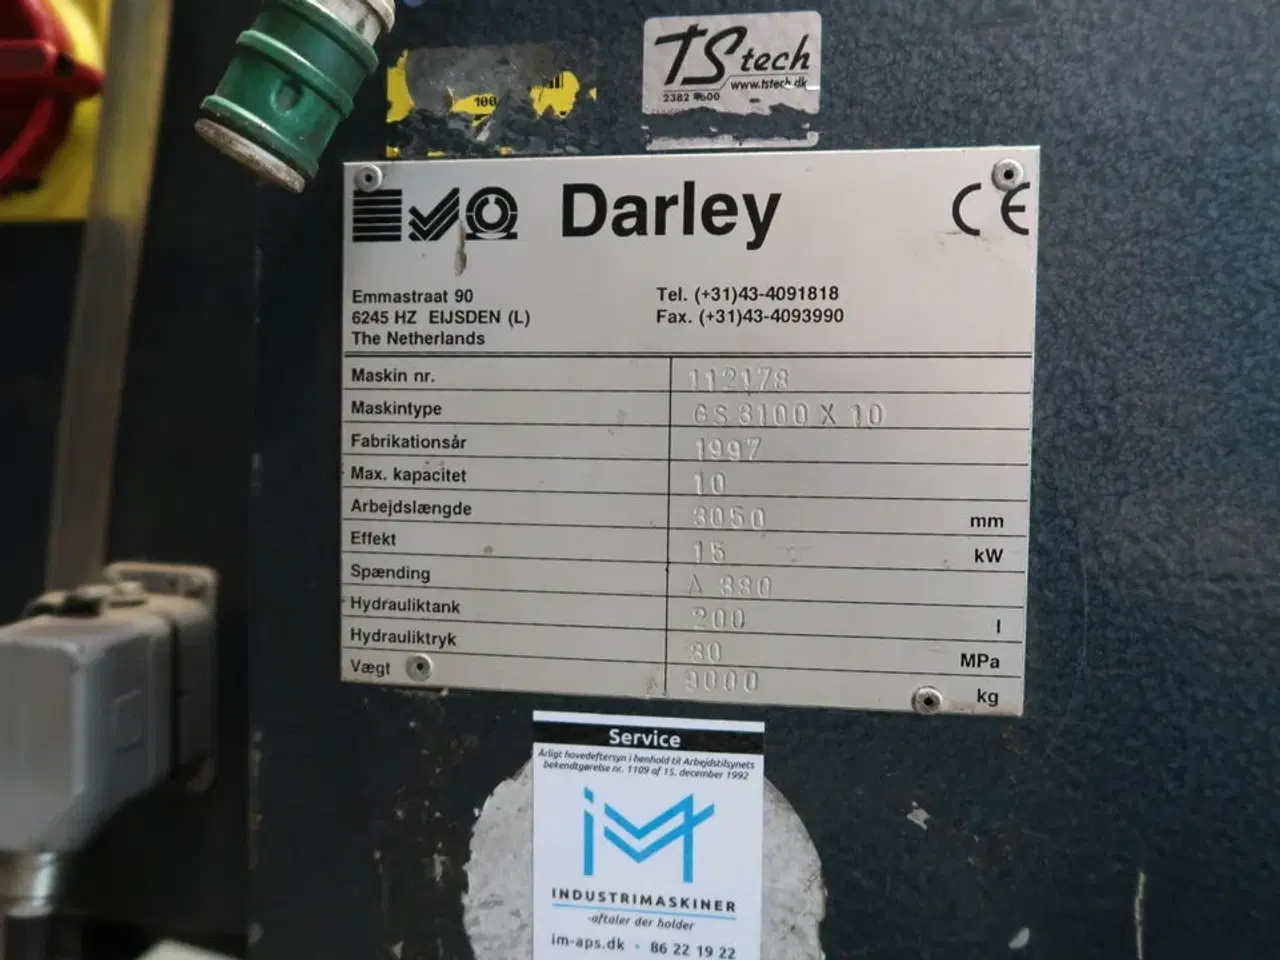 100
TS tech
www.tstech.dk
2382
Darley
CE
Emmastraat 90
6245 HZ EIJSDEN (L)
The Netherlands
Tel. (+31)43-4091818
Fax. (+31)43-4093990
Maskin nr. 112178
Maskintype GS 3100 X 10
Fabrikationsår 1997
Max. kapacitet 10
Arbejdslængde 3050 mm
Effekt 15 kW
Spænding A 380
Hydrauliktank 200 l
Hydrauliktryk 30 MPa
Vægt 9000 kg
Service
Årligt hovedeftersyn i henhold til Arbejdstilsynets
bekendtgørelse nr. 1109 af 15. december 1992
iM
INDUSTRIMASKINER
-aftaler der holder
im-aps.dk • 86 22 19 22